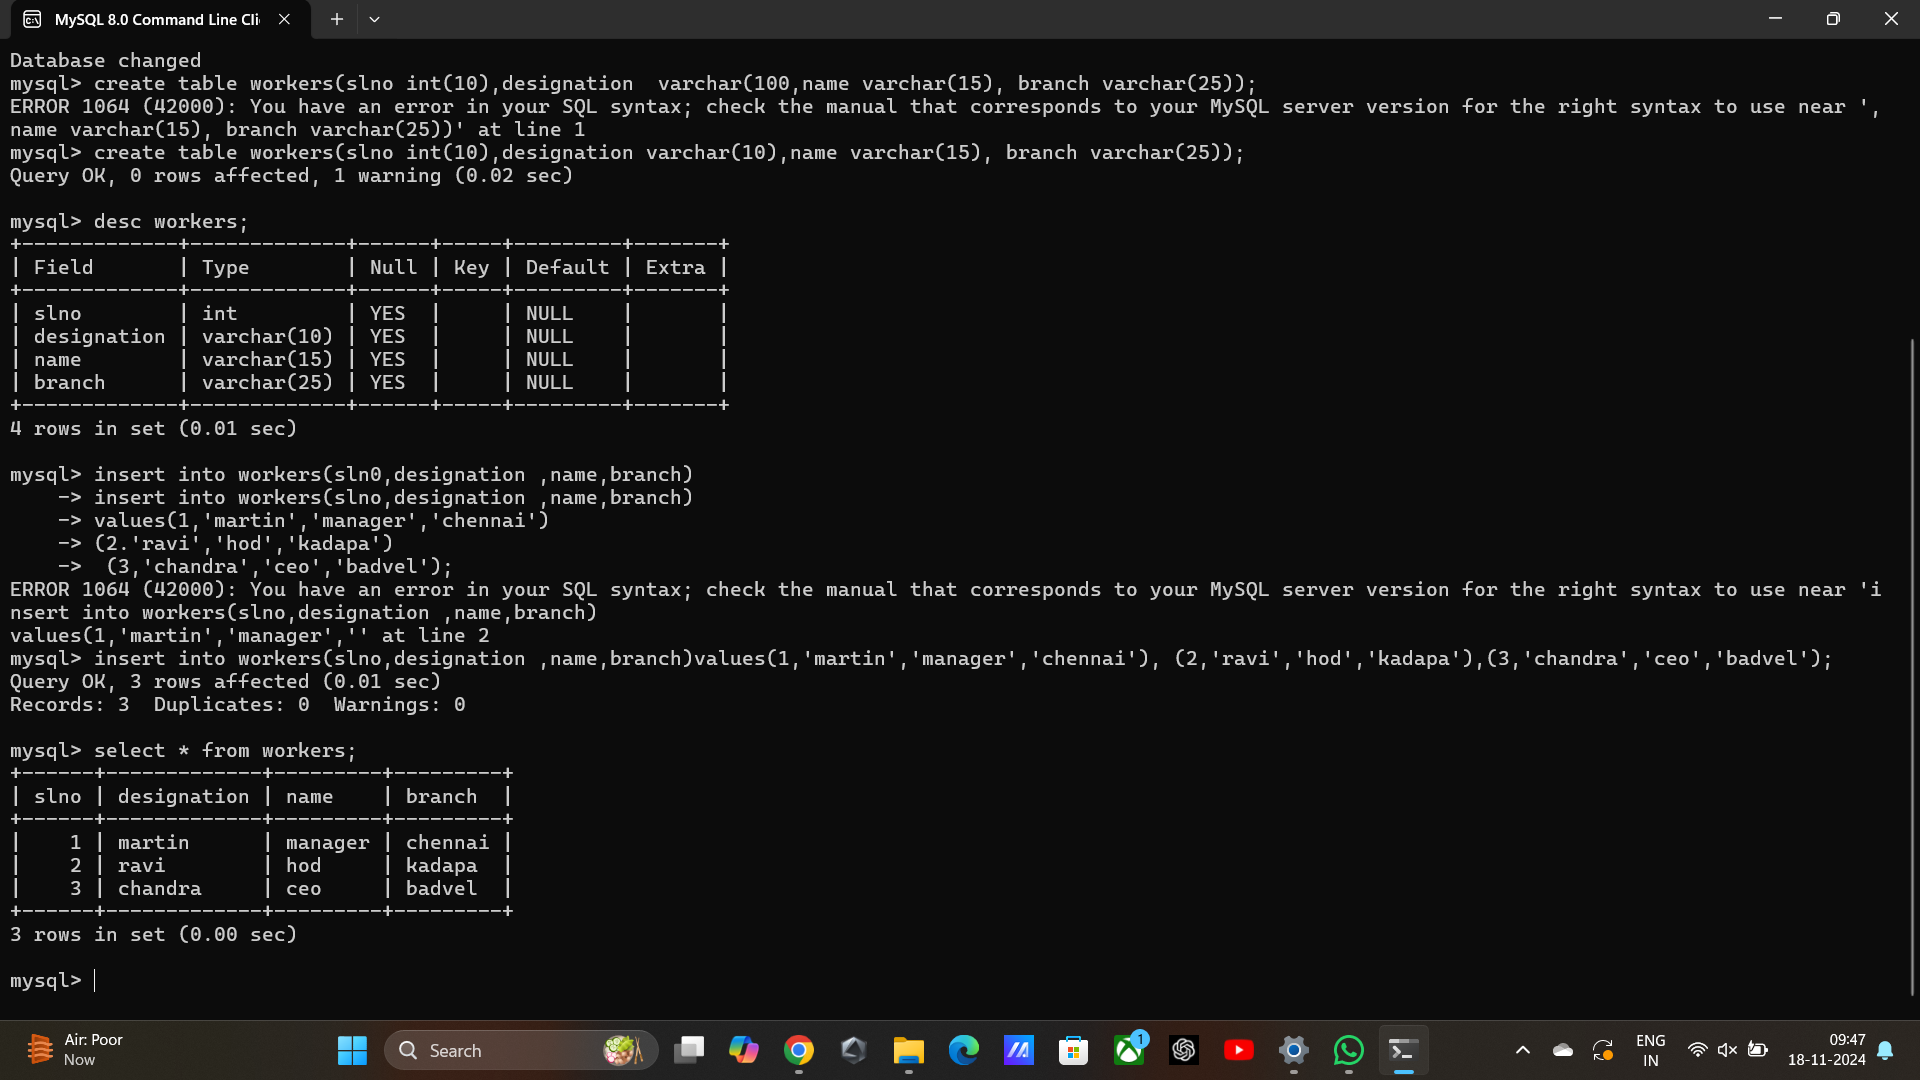 MySQL 8.0 Command Line Cli
Database changed
mysql> create table workers(slno int(10),designation  varchar(100,name varchar(15), branch varchar(25));
ERROR 1064 (42000): You have an error in your SQL syntax; check the manual that corresponds to your MySQL server version for the right syntax to use near ',
name varchar(15), branch varchar(25))' at line 1
mysql> create table workers(slno int(10),designation varchar(10),name varchar(15), branch varchar(25));
Query OK, 0 rows affected, 1 warning (0.02 sec)
mysql> desc workers;
+-------------+-------------+------+-----+---------+-------+
| Field       | Type        | Null | Key | Default | Extra |
+-------------+-------------+------+-----+---------+-------+
| slno        | int         | YES  |     | NULL    |       |
| designation | varchar(10) | YES  |     | NULL    |       |
| name        | varchar(15) | YES  |     | NULL    |       |
| branch      | varchar(25) | YES  |     | NULL    |       |
+-------------+-------------+------+-----+---------+-------+
4 rows in set (0.01 sec)
mysql> insert into workers(sln0,designation ,name,branch)
    -> insert into workers(slno,designation ,name,branch)
    -> values(1,'martin','manager','chennai')
    -> (2.'ravi','hod','kadapa')
    ->  (3,'chandra','ceo','badvel');
ERROR 1064 (42000): You have an error in your SQL syntax; check the manual that corresponds to your MySQL server version for the right syntax to use near 'i
nsert into workers(slno,designation ,name,branch)
values(1,'martin','manager','' at line 2
mysql> insert into workers(slno,designation ,name,branch)values(1,'martin','manager','chennai'), (2,'ravi','hod','kadapa'),(3,'chandra','ceo','badvel');
Query OK, 3 rows affected (0.01 sec)
Records: 3  Duplicates: 0  Warnings: 0
mysql> select * from workers;
+------+-------------+---------+---------+
| slno | designation | name    | branch  |
+------+-------------+---------+---------+
|    1 | martin      | manager | chennai |
|    2 | ravi        | hod     | kadapa  |
|    3 | chandra     | ceo     | badvel  |
+------+-------------+---------+---------+
3 rows in set (0.00 sec)
mysql>
Air: Poor
Now
Search
1
ENG
IN
09:47
18-11-2024